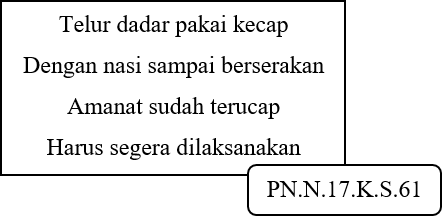 Telur dadar pakai kecap
Dengan nasi sampai berserakan
Amanat sudah terucap
Harus segera dilaksanakan
PN.N.17.K.S.61